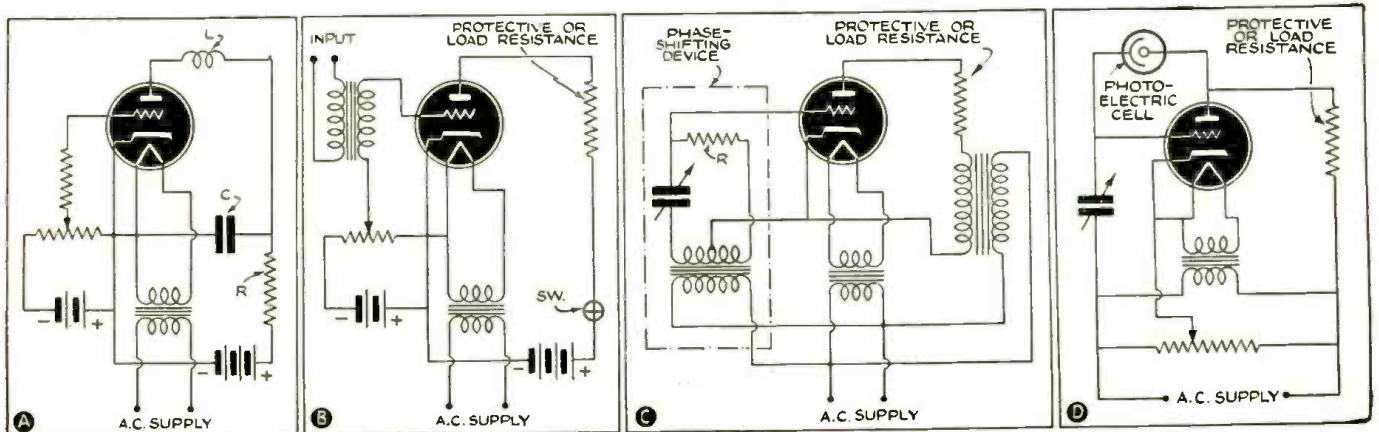 L
C
R
- +
- +
A.C. SUPPLY
A
INPUT
PROTECTIVE OR
LOAD RESISTANCE
SW.
- +
- +
A.C. SUPPLY
B
PHASE-
SHIFTING
DEVICE
PROTECTIVE OR
LOAD RESISTANCE
R
A.C. SUPPLY
C
PHOTO-
ELECTRIC
CELL
PROTECTIVE
OR LOAD
RESISTANCE
A.C. SUPPLY
D